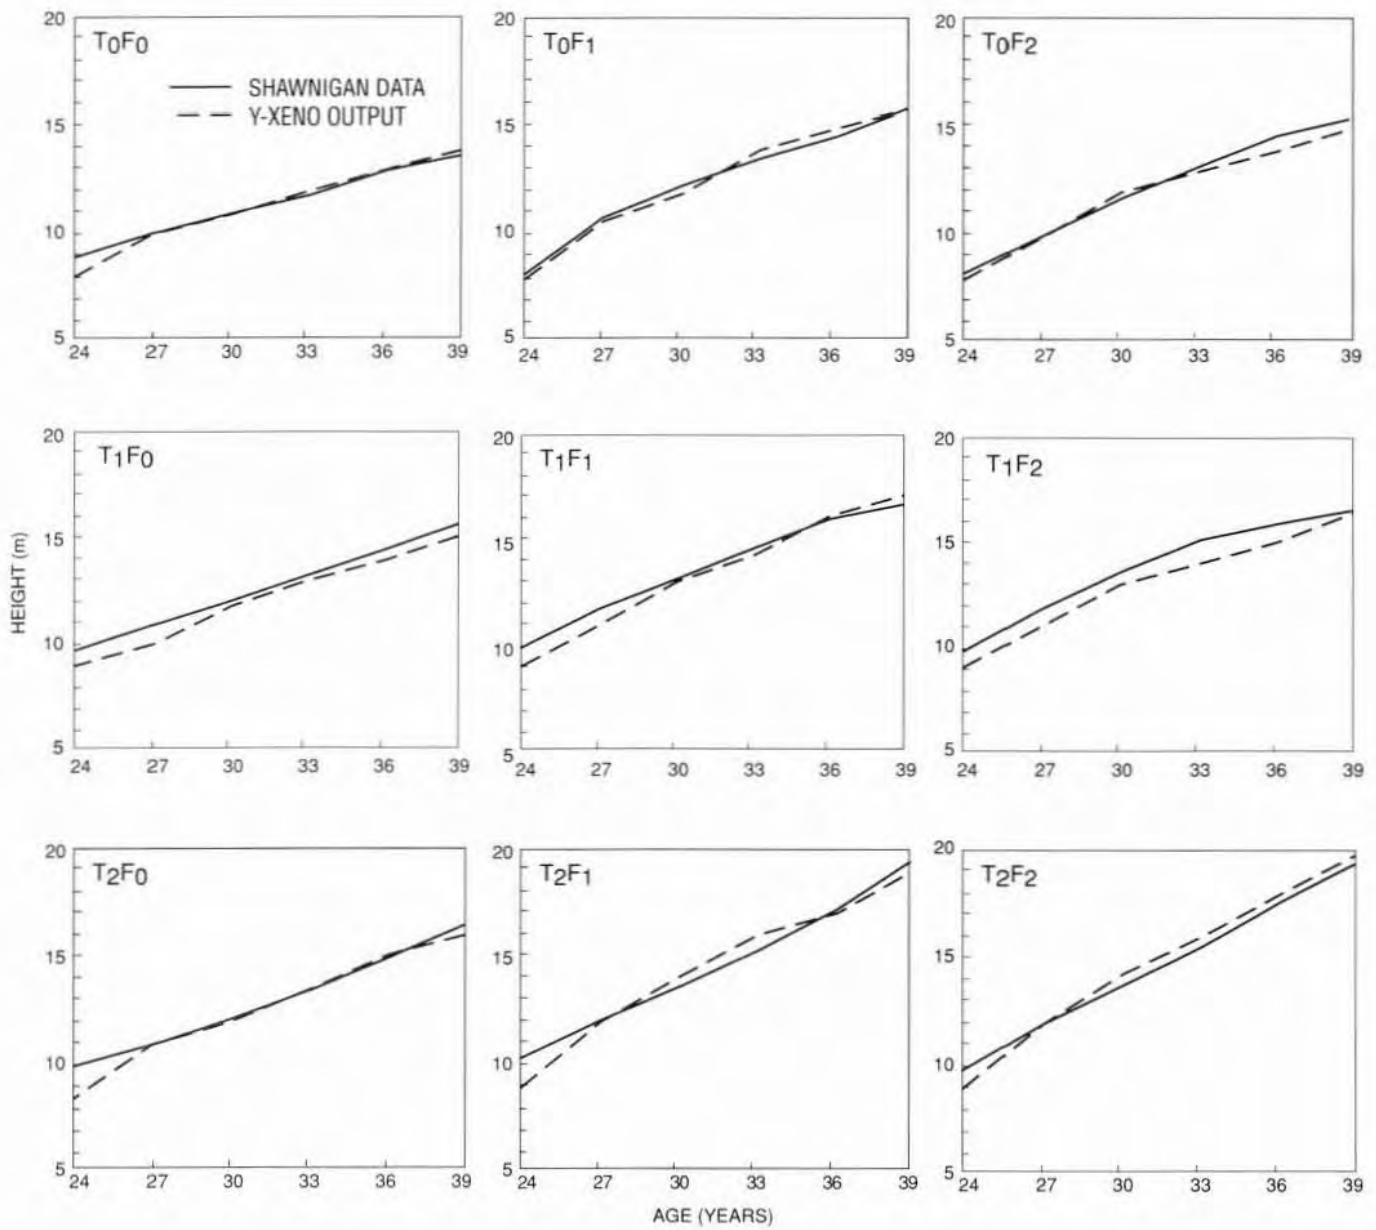 T0F0
SHAWNIGAN DATA
Y-XENO OUTPUT
20
15
10
5
24 27 30 33 36 39
T0F1
20
15
10
5
24 27 30 33 36 39
T0F2
20
15
10
5
24 27 30 33 36 39
HEIGHT (m)
T1F0
20
15
10
5
24 27 30 33 36 39
T1F1
20
15
10
5
24 27 30 33 36 39
T1F2
20
15
10
5
24 27 30 33 36 39
T2F0
20
15
10
5
24 27 30 33 36 39
T2F1
20
15
10
5
24 27 30 33 36 39
T2F2
20
15
10
5
24 27 30 33 36 39
AGE (YEARS)